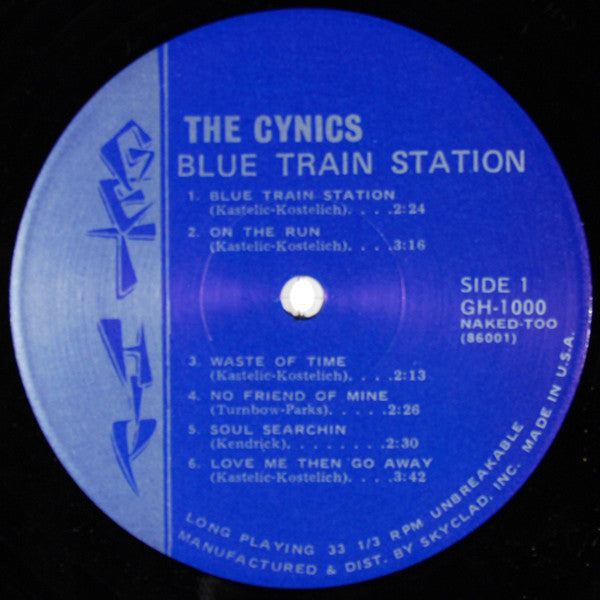 GET HIP
THE CYNICS
BLUE TRAIN STATION
1. BLUE TRAIN STATION
(Kastelic-Kostelich). . . .2:24
2. ON THE RUN
(Kastelic-Kostelich). . . .3:16
SIDE 1
GH-1000
NAKED-TOO
(86001)
3. WASTE OF TIME
(Kastelic-Kostelich). . . .2:13
4. NO FRIEND OF MINE
(Turnbow-Parks). . . . . .2:26
5. SOUL SEARCHIN
(Kendrick). . . . . . . .2:30
6. LOVE ME THEN GO AWAY
(Kastelic-Kostelich). . . .3:42
LONG PLAYING 33 1/3 RPM UNBREAKABLE
MANUFACTURED & DIST. BY SKYCLAD, INC. MADE IN U.S.A.